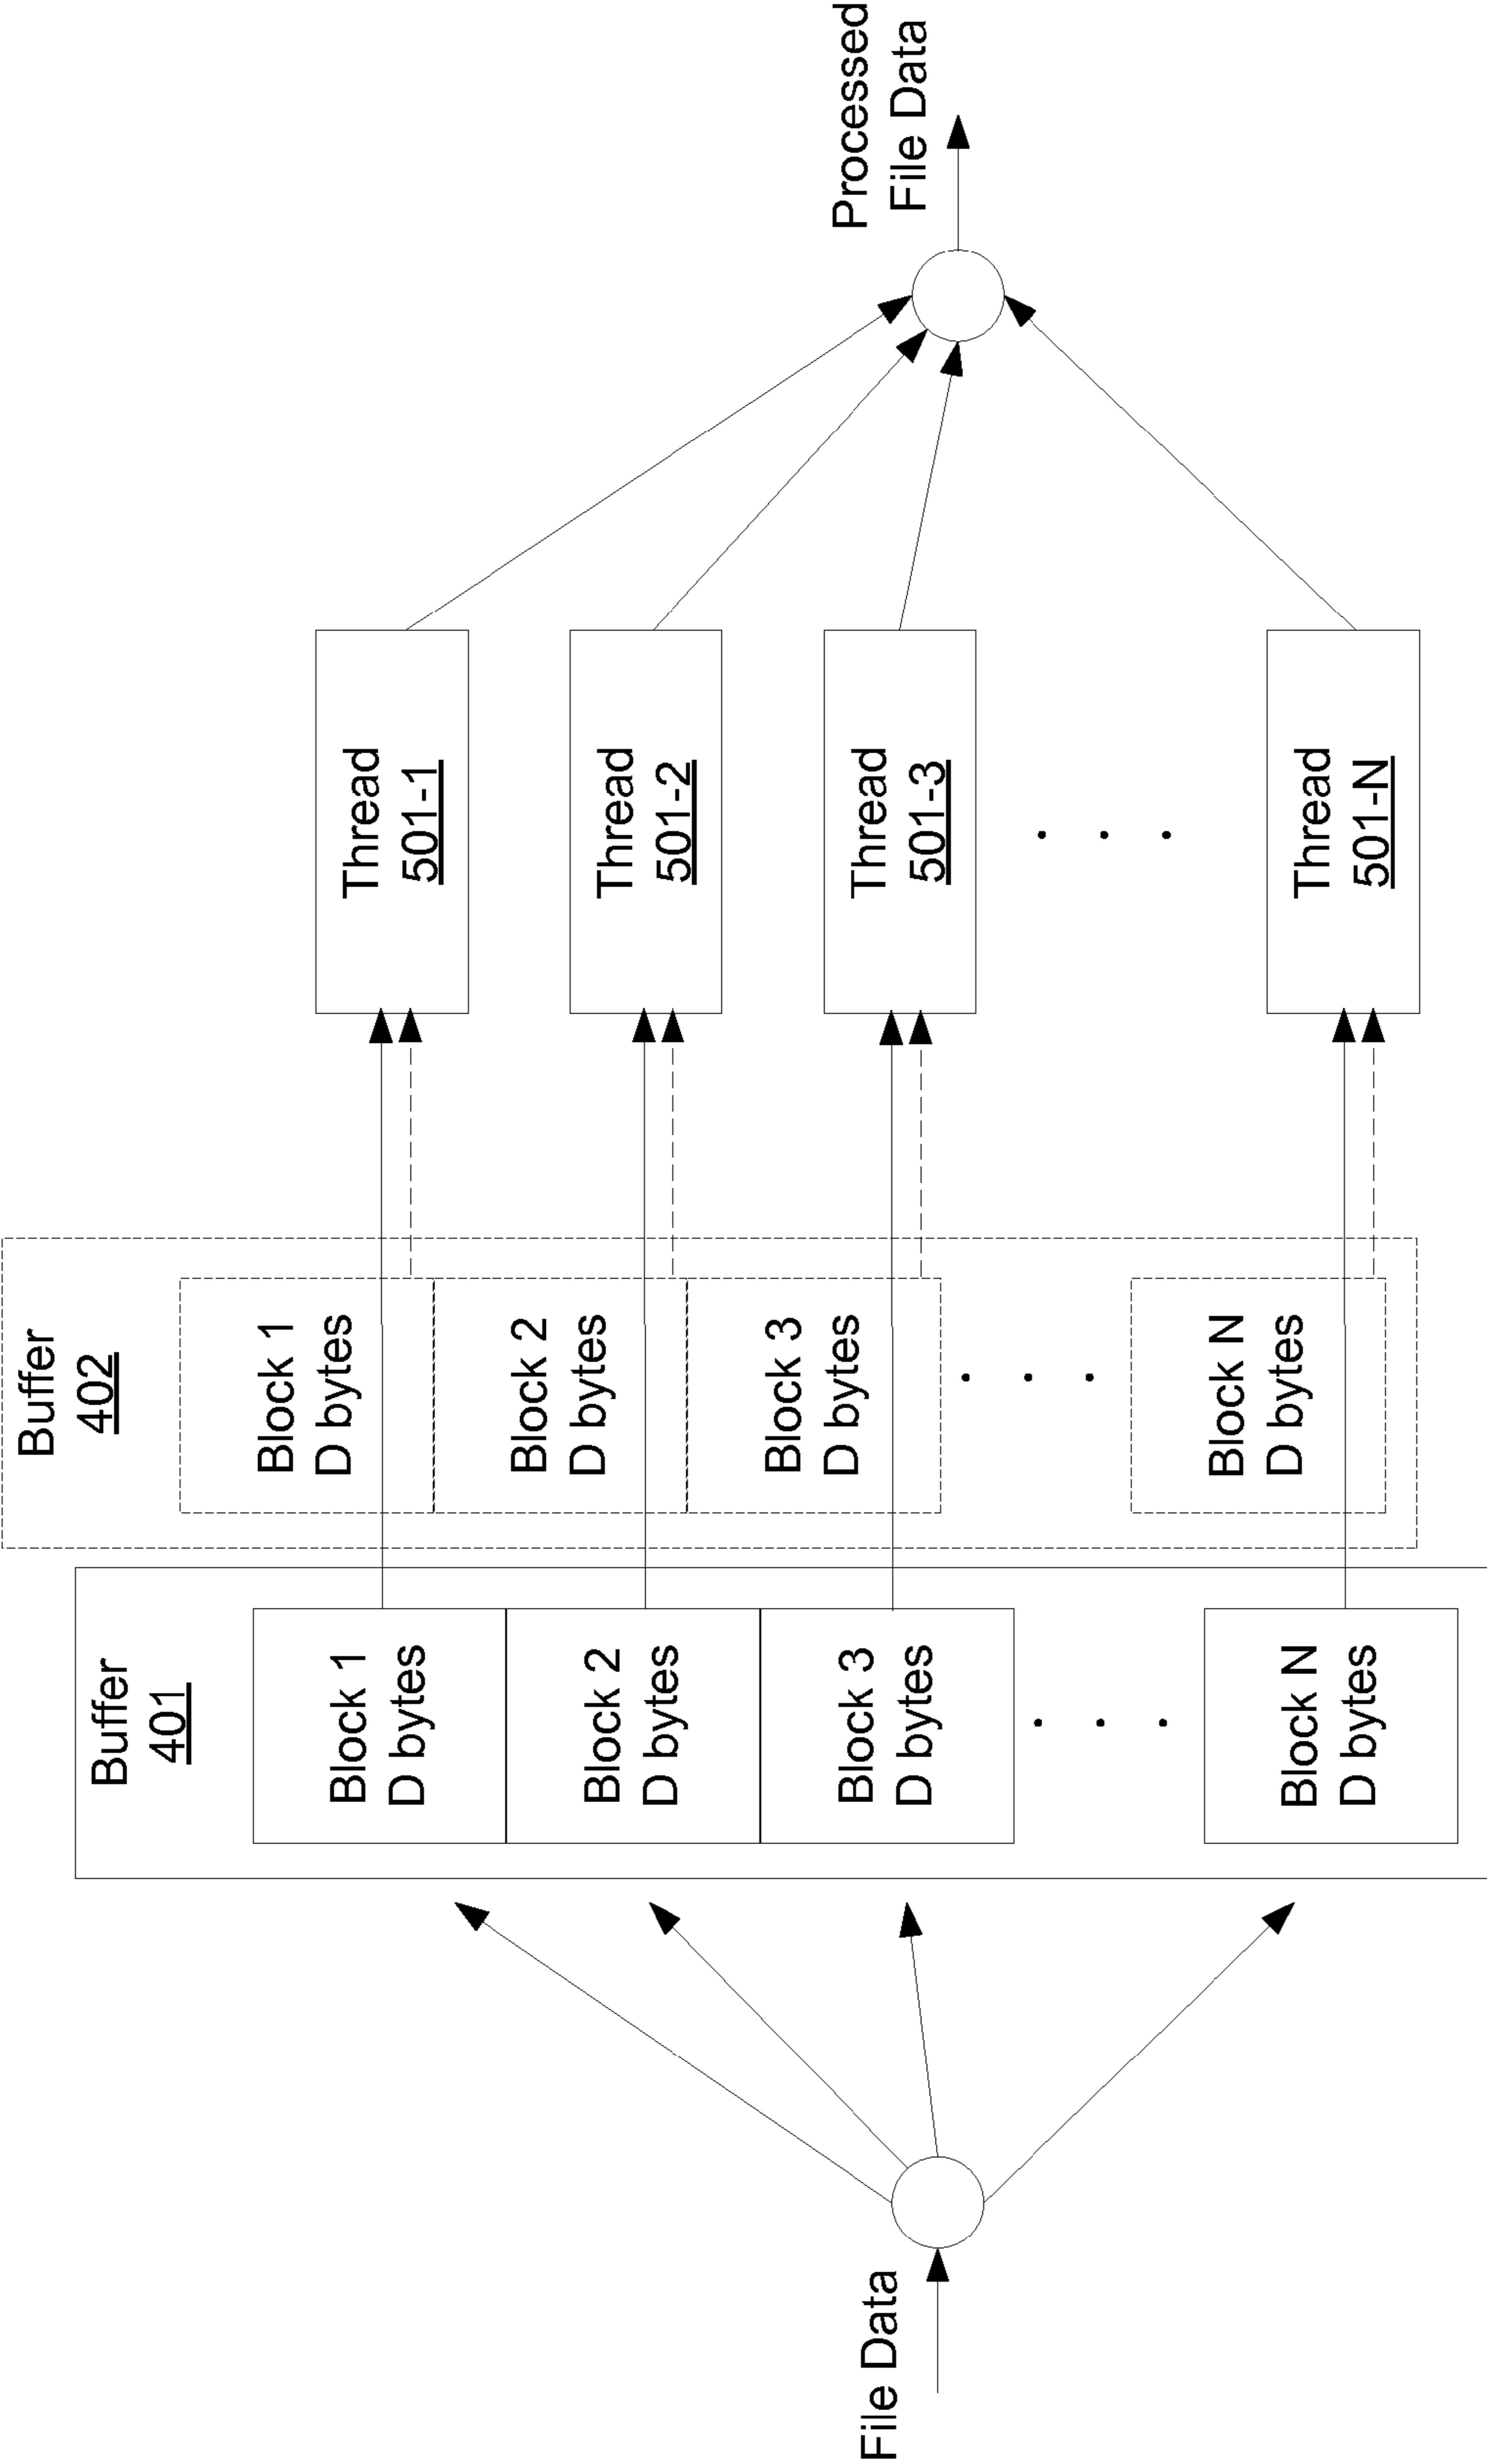 File Data
Buffer
401
Block 1
D bytes
Block 2
D bytes
Block 3
D bytes
. . .
Block N
D bytes
Buffer
402
Block 1
D bytes
Block 2
D bytes
Block 3
D bytes
. . .
Block N
D bytes
Thread
501-1
Thread
501-2
Thread
501-3
. . .
Thread
501-N
Processed
File Data